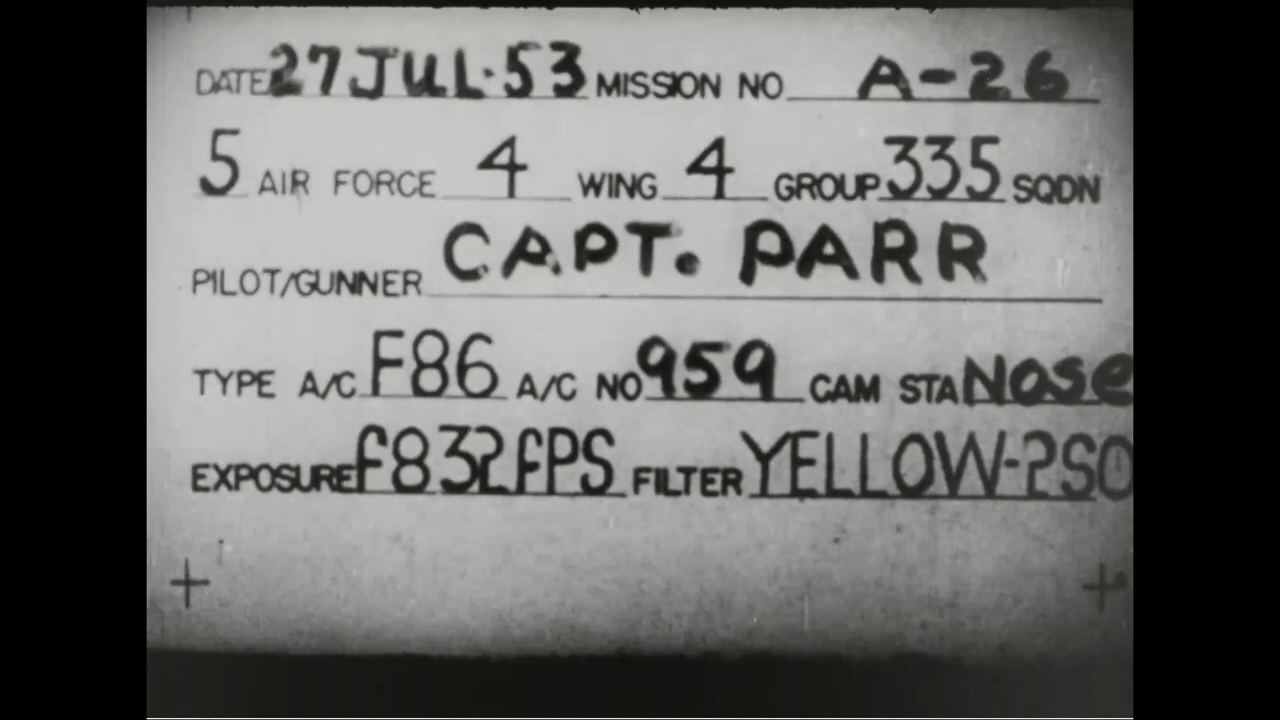 DATE 27 JUL. 53 MISSION NO A-26
5 AIR FORCE 4 WING 4 GROUP 335 SQDN
PILOT/GUNNER CAPT. PARR
TYPE A/C F86 A/C NO 959 CAM STA Nose
EXPOSURE f8 32 FPS FILTER YELLOW-2SO